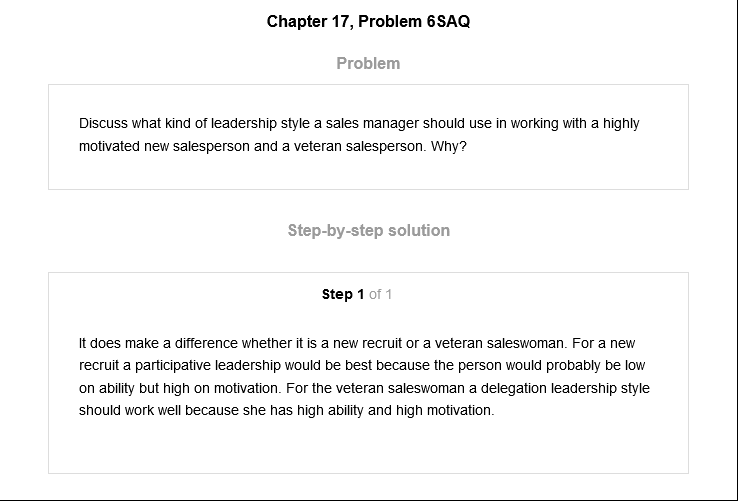 Chapter 17, Problem 6SAQ
Problem
Discuss what kind of leadership style a sales manager should use in working with a highly
motivated new salesperson and a veteran salesperson. Why?
Step-by-step solution
Step 1 of 1
It does make a difference whether it is a new recruit or a veteran saleswoman. For a new
recruit a participative leadership would be best because the person would probably be low
on ability but high on motivation. For the veteran saleswoman a delegation leadership style
should work well because she has high ability and high motivation.